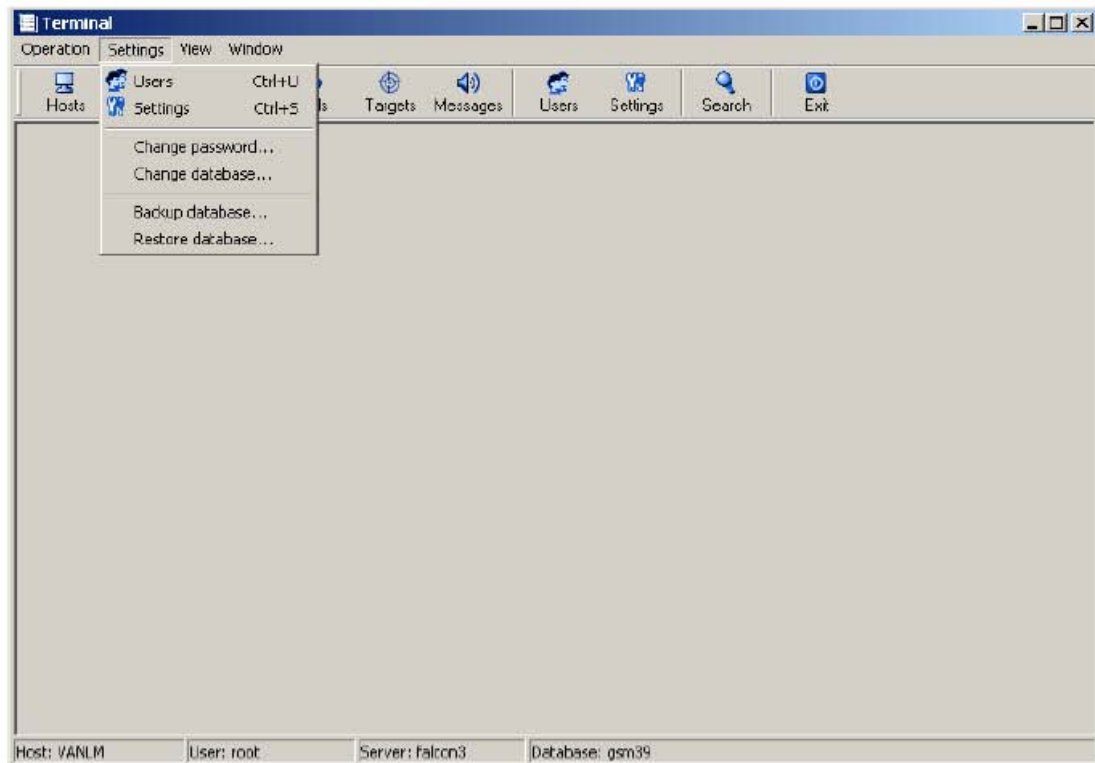 Terminal
Operation Settings View Window
Hosts Targets Messages Users Settings Search Exit
Users Ctrl+U
Settings Ctrl+S
Change password...
Change database...
Backup database...
Restore database...
Host: VANLM User: root Server: falcon3 Database: gsm39